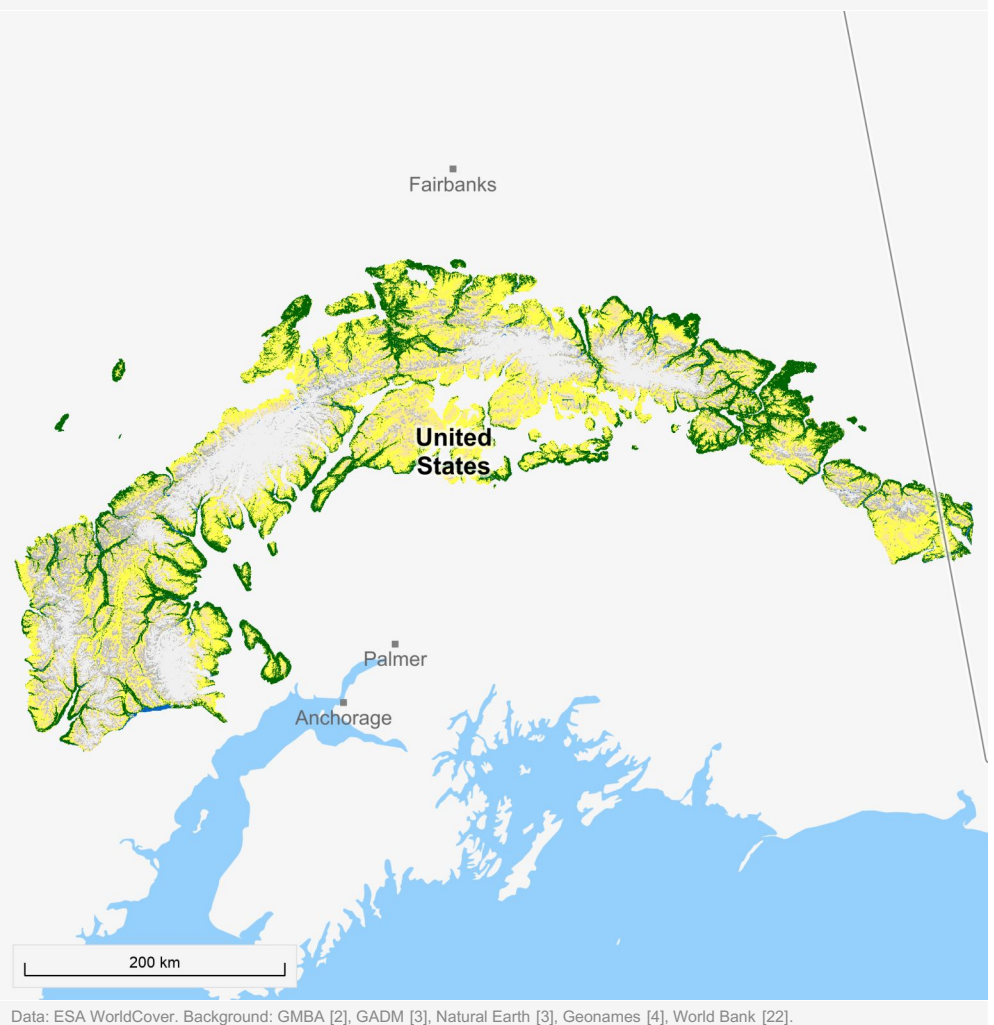 Fairbanks
United
States
Palmer
Anchorage
200 km
Data: ESA WorldCover. Background: GMBA [2], GADM [3], Natural Earth [3], Geonames [4], World Bank [22].